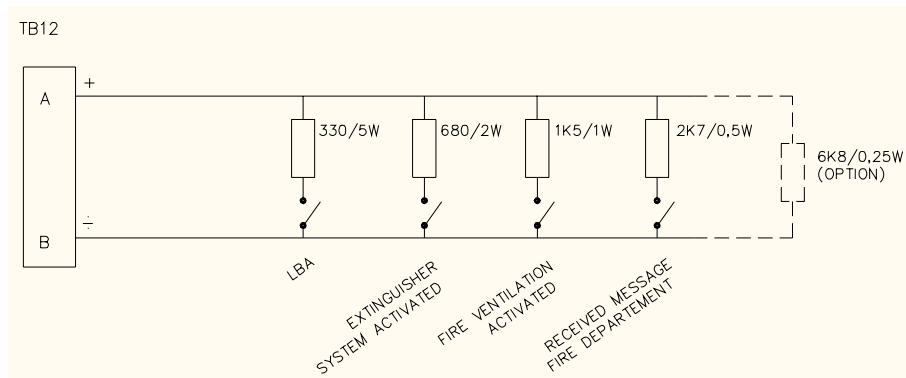 TB12
A
+
330/5W
680/2W
1K5/1W
2K7/0,5W
6K8/0,25W
(OPTION)
B
÷
LBA
EXTINGUISHER
SYSTEM ACTIVATED
FIRE VENTILATION
ACTIVATED
RECEIVED MESSAGE
FIRE DEPARTEMENT